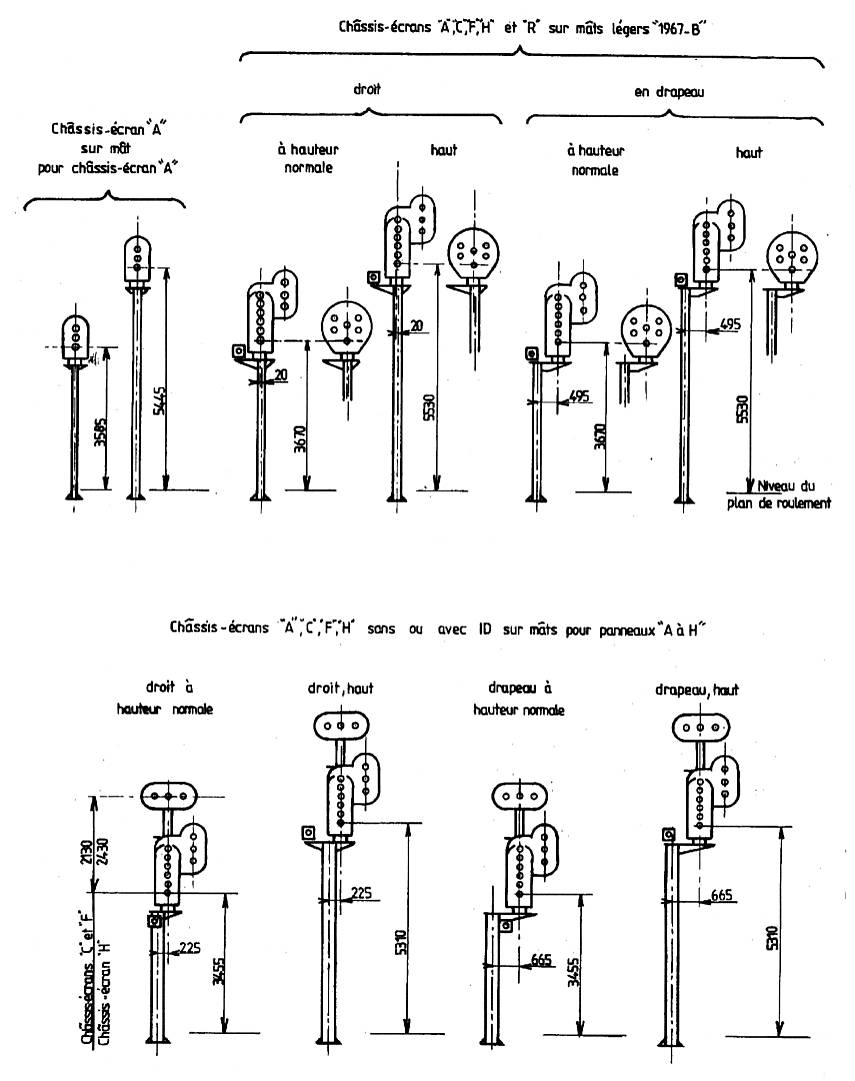 Châssis-écrans "A","C","F","H" et "R" sur mâts légers "1967-B"
droit
en drapeau
Châssis-écran "A"
sur mât
pour châssis-écran "A"
à hauteur
normale
haut
à hauteur
normale
haut
3585
5445
20
3670
20
5530
495
3670
495
5530
Niveau du
plan de roulement
Châssis-écrans "A","C","F","H" sans ou avec ID sur mâts pour panneaux "A à H"
droit à
hauteur normale
droit, haut
drapeau à
hauteur normale
drapeau, haut
2130
2430
Châssis-écrans "C" et "F"
Châssis-écran "H"
225
3455
225
5310
665
3455
665
5310